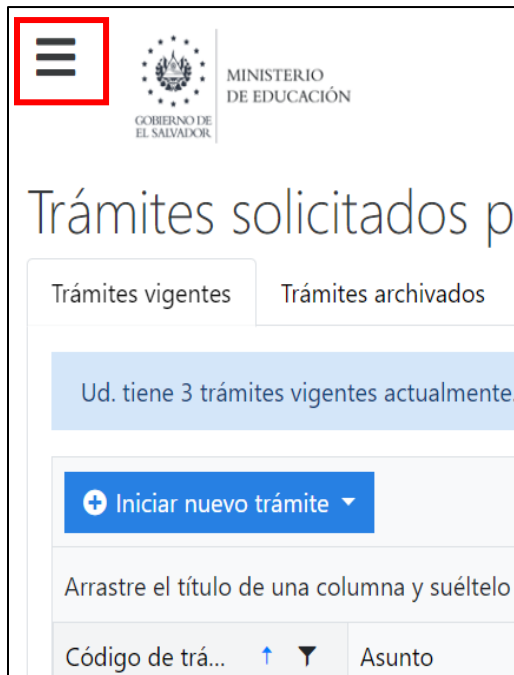 MINISTERIO
DE EDUCACIÓN
GOBIERNO DE
EL SALVADOR
Trámites solicitados p
Trámites vigentes Trámites archivados
Ud. tiene 3 trámites vigentes actualmente.
Iniciar nuevo trámite
Arrastre el título de una columna y suéltelo
Código de trá... Asunto